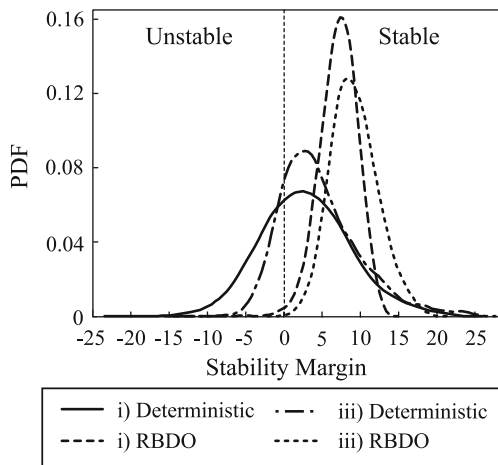 0.16
0.12
0.08
0.04
0
PDF
Unstable Stable
-25 -20 -15 -10 -5 0 5 10 15 20 25
Stability Margin
i) Deterministic iii) Deterministic
i) RBDO iii) RBDO